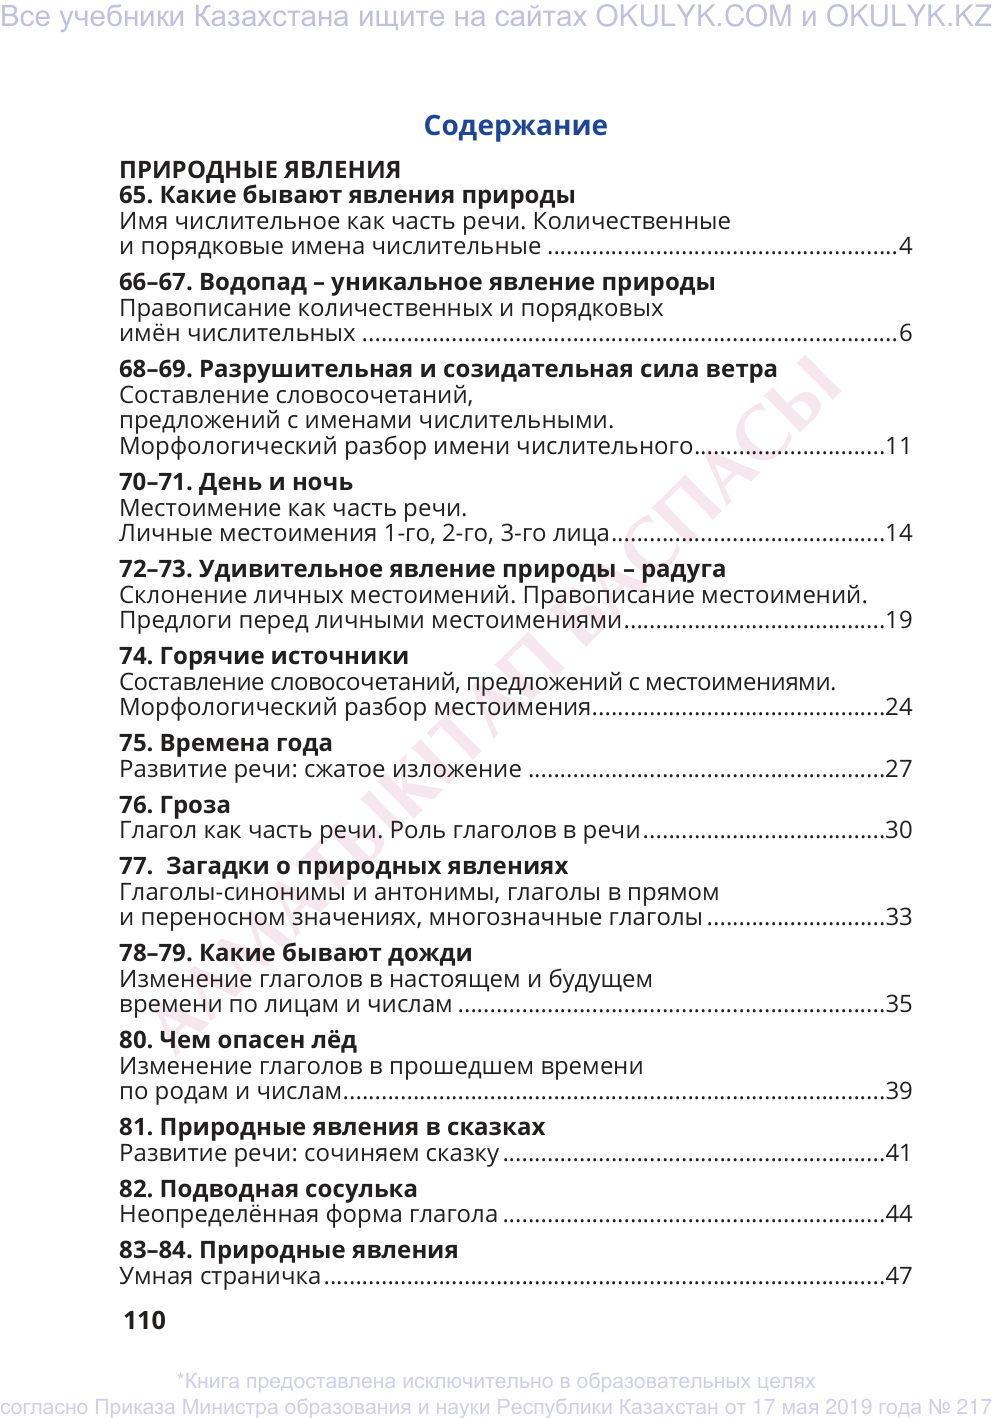 Все учебники Казахстана ищите на сайтах OKULYK.COM и OKULYK.KZ
Содержание
ПРИРОДНЫЕ ЯВЛЕНИЯ
65. Какие бывают явления природы
Имя числительное как часть речи. Количественные
и порядковые имена числительные .......................................................4
66–67. Водопад – уникальное явление природы
Правописание количественных и порядковых
имён числительных ....................................................................................6
68–69. Разрушительная и созидательная сила ветра
Составление словосочетаний,
предложений с именами числительными.
Морфологический разбор имени числительного..............................11
70–71. День и ночь
Местоимение как часть речи.
Личные местоимения 1-го, 2-го, 3-го лица...........................................14
72–73. Удивительное явление природы – радуга
Склонение личных местоимений. Правописание местоимений.
Предлоги перед личными местоимениями.........................................19
74. Горячие источники
Составление словосочетаний, предложений с местоимениями.
Морфологический разбор местоимения..............................................24
75. Времена года
Развитие речи: сжатое изложение ........................................................27
76. Гроза
Глагол как часть речи. Роль глаголов в речи......................................30
77.  Загадки о природных явлениях
Глаголы-синонимы и антонимы, глаголы в прямом
и переносном значениях, многозначные глаголы ............................33
78–79. Какие бывают дожди
Изменение глаголов в настоящем и будущем
времени по лицам и числам ...................................................................35
80. Чем опасен лёд
Изменение глаголов в прошедшем времени
по родам и числам.....................................................................................39
81. Природные явления в сказках
Развитие речи: сочиняем сказку ............................................................41
82. Подводная сосулька
Неопределённая форма глагола ............................................................44
83–84. Природные явления
Умная страничка........................................................................................47
110
АЛМАТЫКІТАП БАСПАСЫ
*Книга предоставлена исключительно в образовательных целях
согласно Приказа Министра образования и науки Республики Казахстан от 17 мая 2019 года № 217